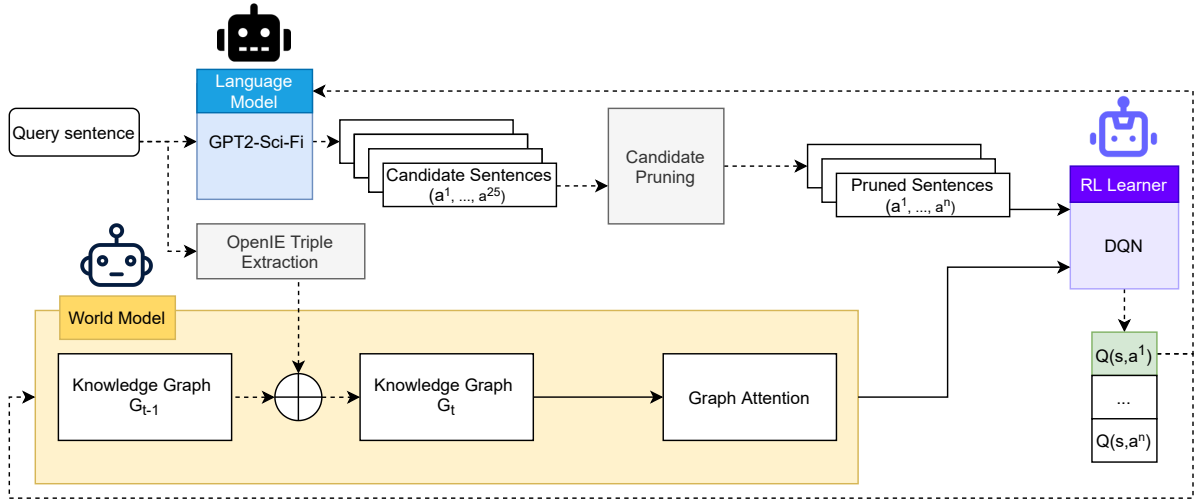 Language
Model
Query sentence
GPT2-Sci-Fi
Candidate Sentences
(a¹, ..., a²⁵)
Candidate
Pruning
Pruned Sentences
(a¹, ..., aⁿ)
RL Learner
DQN
OpenIE Triple
Extraction
World Model
Knowledge Graph
Gₜ₋₁
Knowledge Graph
Gₜ
Graph Attention
Q(s,a¹)
...
Q(s,aⁿ)